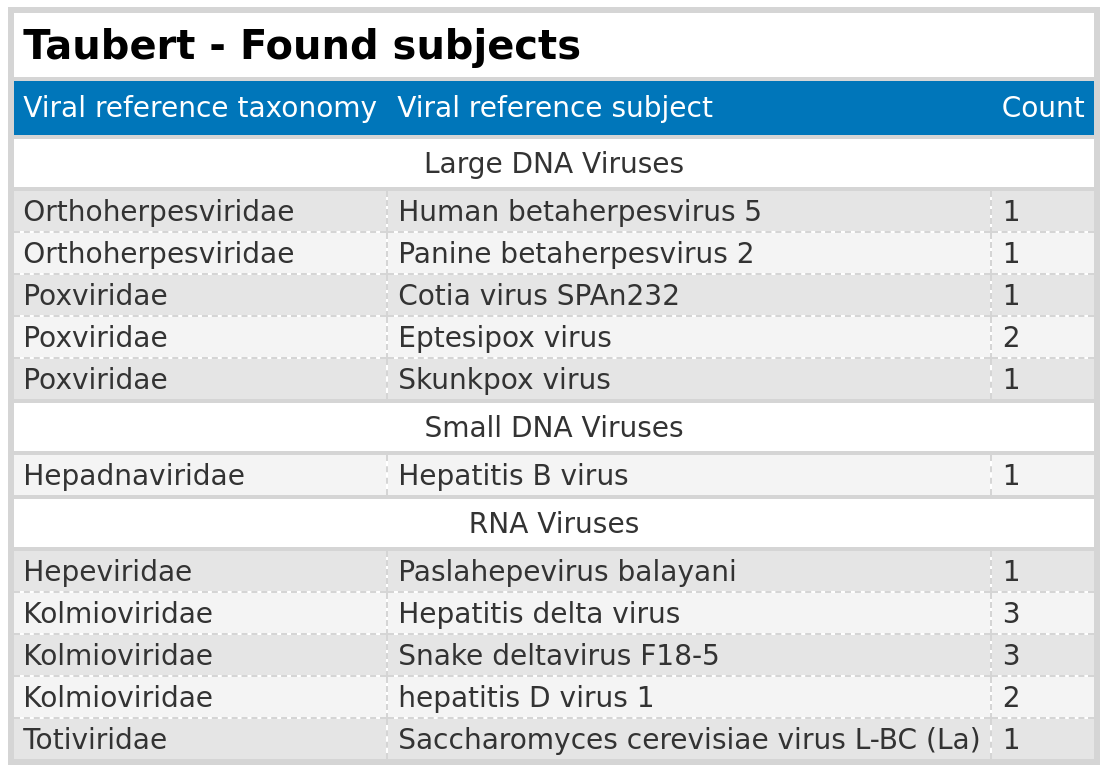 Taubert - Found subjects
Viral reference taxonomy Viral reference subject Count
Large DNA Viruses
Orthoherpesviridae Human betaherpesvirus 5 1
Orthoherpesviridae Panine betaherpesvirus 2 1
Poxviridae Cotia virus SPAn232 1
Poxviridae Eptesipox virus 2
Poxviridae Skunkpox virus 1
Small DNA Viruses
Hepadnaviridae Hepatitis B virus 1
RNA Viruses
Hepeviridae Paslahepevirus balayani 1
Kolmioviridae Hepatitis delta virus 3
Kolmioviridae Snake deltavirus F18-5 3
Kolmioviridae hepatitis D virus 1 2
Totiviridae Saccharomyces cerevisiae virus L-BC (La) 1